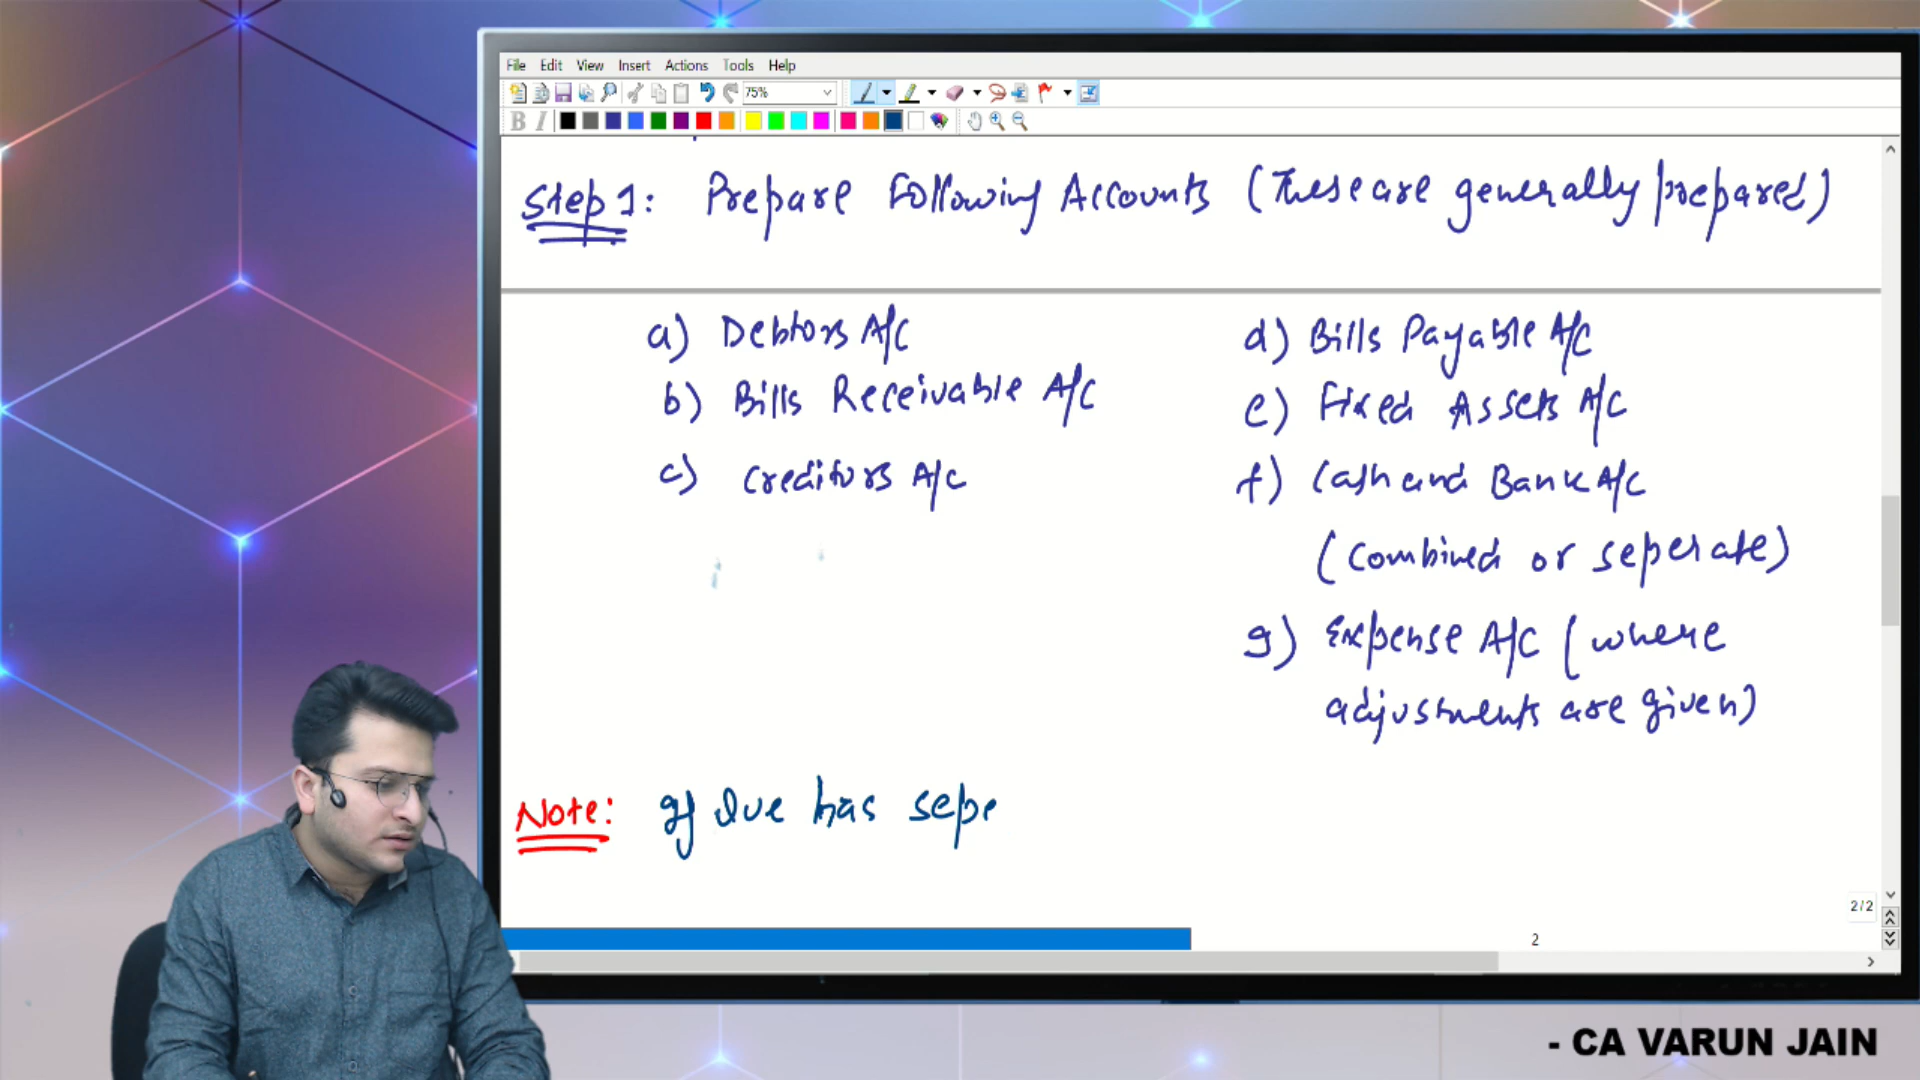 File Edit View Insert Actions Tools Help
75%
B I
Step 1: Prepare Following Accounts (These are generally prepared)
a) Debtors A/C
b) Bills Receivable A/C
c) Creditors A/C
d) Bills Payable A/C
e) Fixed Assets A/C
f) Cash and Bank A/C
(Combined or seperate)
g) Expense A/C (where
adjustments are given)
Note: If Que has sepe
2/2
2
- CA VARUN JAIN